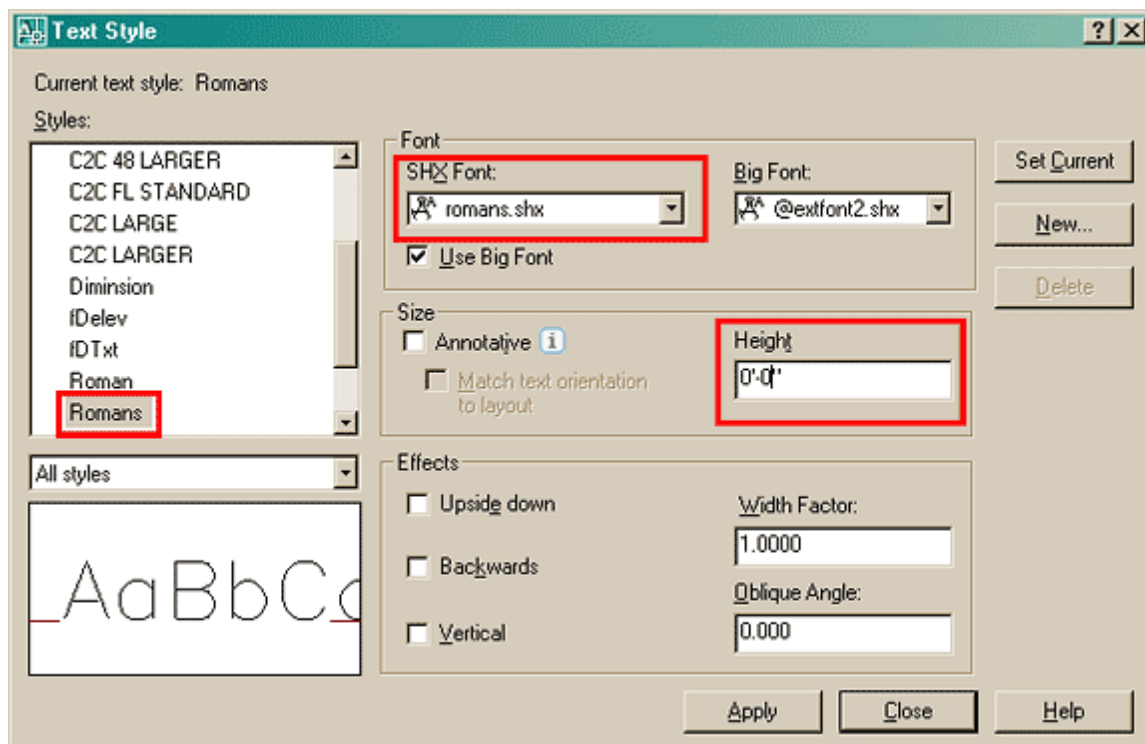 Text Style
Current text style: Romans
Styles:
C2C 48 LARGER
C2C FL STANDARD
C2C LARGE
C2C LARGER
Diminsion
fDelev
fDTxt
Roman
Romans
All styles
AaBbCc
Font
SHX Font:
romans.shx
Big Font:
@extfont2.shx
Use Big Font
Size
Annotative
Match text orientation
to layout
Height
0'-0"
Effects
Upside down
Backwards
Vertical
Width Factor:
1.0000
Oblique Angle:
0.000
Set Current
New...
Delete
Apply
Close
Help